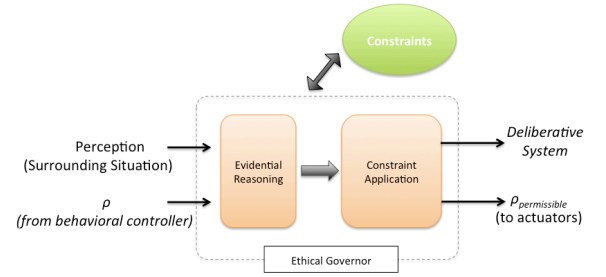 Constraints
Perception
(Surrounding Situation)
ρ
(from behavioral controller)
Evidential
Reasoning
Constraint
Application
Deliberative
System
ρpermissible
(to actuators)
Ethical Governor